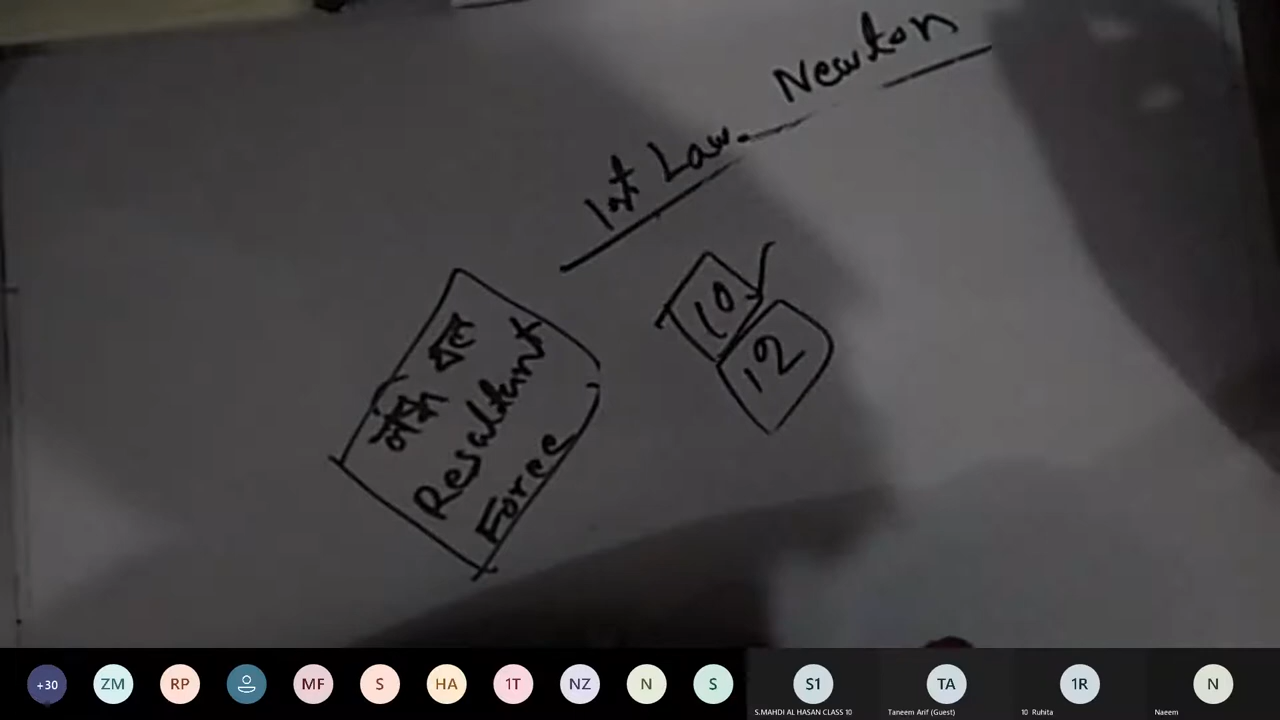 Newton
1st Law
10
12
লব্ধি বল
Resultant
Force
+30
ZM
RP
MF
S
HA
1T
NZ
N
S
S1
TA
1R
N
S.MAHDI AL HASAN CLASS 10
Taneem Arif (Guest)
10 Ruhita
Naeem